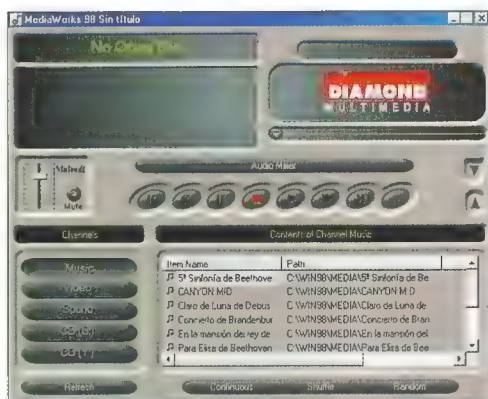 MediaWorks 98 Sin título
DIAMOND
MULTIMEDIA
Mute
Audio Mixer
Channels
Contents of Channel Music
Music
Video
Sound
Item Name Path
5ª Sinfonía de Beethove C:\WIN98\MEDIA\5ª Sinfonía de Be
CANYON.MID C:\WIN98\MEDIA\CANYON.MID
Claro de Luna de Debus C:\WIN98\MEDIA\Claro de Luna de
Concierto de Brandenbur C:\WIN98\MEDIA\Concierto de Bran
En la mansión del rey de C:\WIN98\MEDIA\En la mansión del
Para Elisa de Beethoven C:\WIN98\MEDIA\Para Elisa de Bee
Refresh
Continuous Shuffle Random